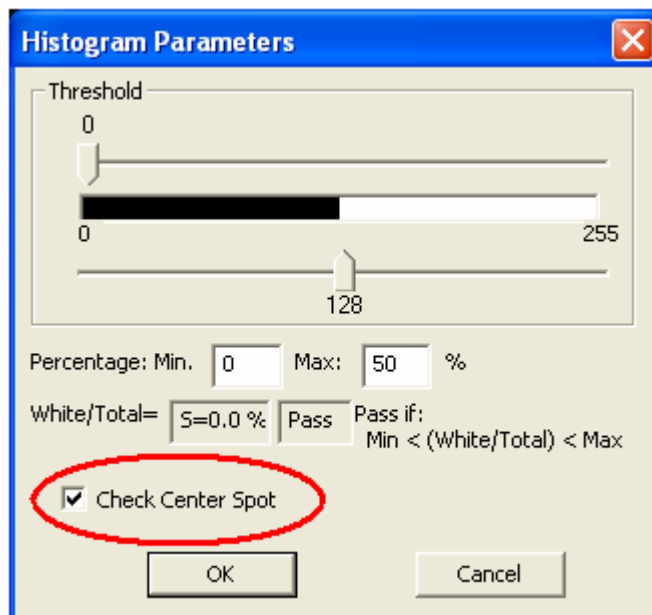 Histogram Parameters
Threshold
0
0 255
128
Percentage: Min. 0 Max: 50 %
White/Total= S=0.0 % Pass Pass if:
Min < (White/Total) < Max
Check Center Spot
OK Cancel